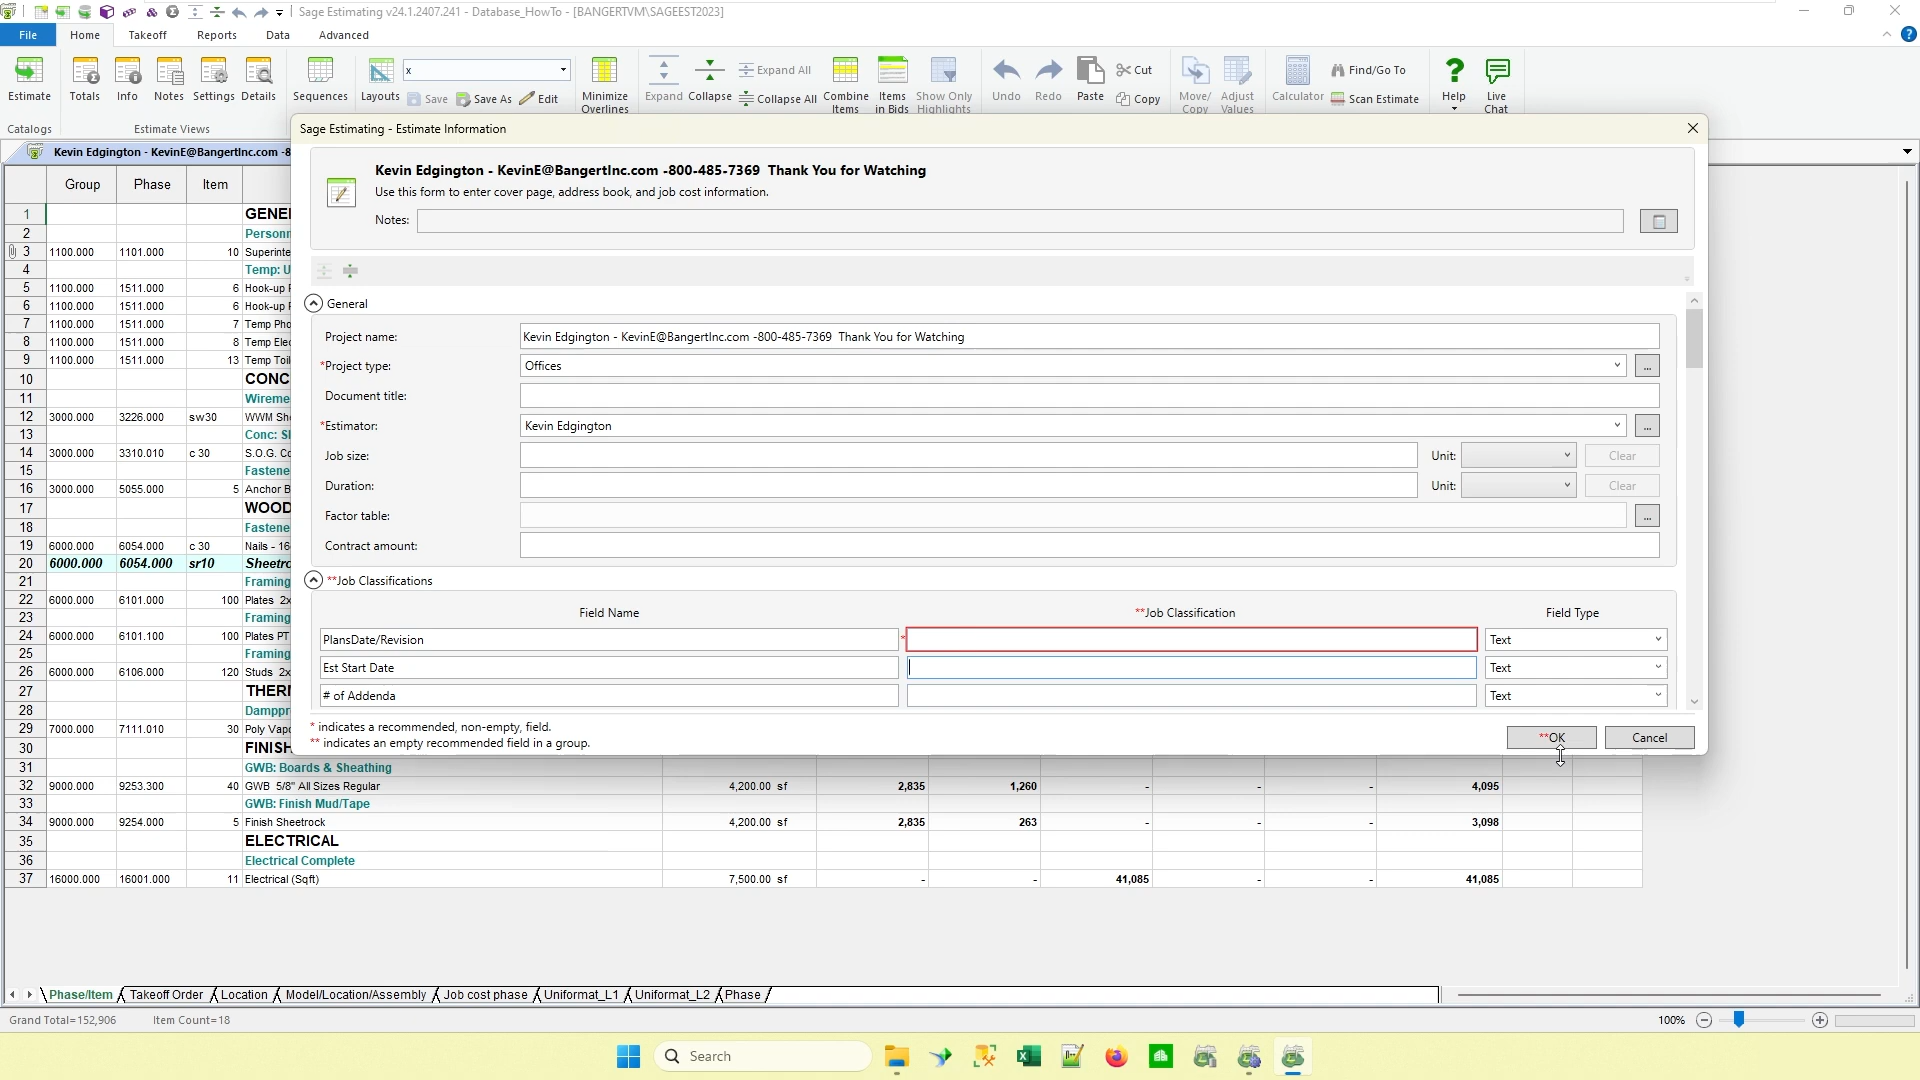 Sage Estimating v24.1.2407.241 - Database_HowTo - [BANGERTVM\SAGEEST2023]
File Home Takeoff Reports Data Advanced
x
Expand All Cut Find/Go To
Save Save As Edit Collapse All Copy Scan Estimate
Estimate Totals Info Notes Settings Details Sequences Layouts Minimize Overlines Expand Collapse Combine Items Items in Bids Show Only Highlights Undo Redo Paste Move/ Copy Adjust Values Calculator Help Live Chat
Catalogs Estimate Views
Kevin Edgington - KevinE@BangertInc.com -8
Sage Estimating - Estimate Information
Kevin Edgington - KevinE@BangertInc.com -800-485-7369 Thank You for Watching
Use this form to enter cover page, address book, and job cost information.
Notes:
General
Project name: Kevin Edgington - KevinE@BangertInc.com -800-485-7369 Thank You for Watching
*Project type: Offices ...
Document title:
*Estimator: Kevin Edgington ...
Job size: Unit: Clear
Duration: Unit: Clear
Factor table: ...
Contract amount:
**Job Classifications
Field Name **Job Classification Field Type
PlansDate/Revision * Text
Est Start Date Text
# of Addenda Text
* indicates a recommended, non-empty, field.
** indicates an empty recommended field in a group.
**OK Cancel
Group Phase Item
1 GENE
2 Personn
3 1100.000 1101.000 10 Superinte
4 Temp: U
5 1100.000 1511.000 6 Hook-up
6 1100.000 1511.000 6 Hook-up
7 1100.000 1511.000 7 Temp Pho
8 1100.000 1511.000 8 Temp Elec
9 1100.000 1511.000 13 Temp Toil
10 CONC
11 Wireme
12 3000.000 3226.000 sw30 WWM Sh
13 Conc: Sl
14 3000.000 3310.010 c 30 S.O.G. Co
15 Fastene
16 3000.000 5055.000 5 Anchor B
17 WOOD
18 Fastene
19 6000.000 6054.000 c 30 Nails - 16
20 6000.000 6054.000 sr10 Sheetro
21 Framing
22 6000.000 6101.000 100 Plates 2x
23 Framing
24 6000.000 6101.100 100 Plates PT
25 Framing
26 6000.000 6106.000 120 Studs 2x
27 THERM
28 Damppr
29 7000.000 7111.010 30 Poly Vapo
30 FINISH
31 GWB: Boards & Sheathing
32 9000.000 9253.300 40 GWB 5/8" All Sizes Regular 4,200.00 sf 2,835 1,260 - - - 4,095
33 GWB: Finish Mud/Tape
34 9000.000 9254.000 5 Finish Sheetrock 4,200.00 sf 2,835 263 - - - 3,098
35 ELECTRICAL
36 Electrical Complete
37 16000.000 16001.000 11 Electrical (Sqft) 7,500.00 sf - - 41,085 - - 41,085
Phase/Item Takeoff Order Location Model/Location/Assembly Job cost phase Uniformat_L1 Uniformat_L2 Phase
Grand Total=152,906 Item Count=18 100%
Search